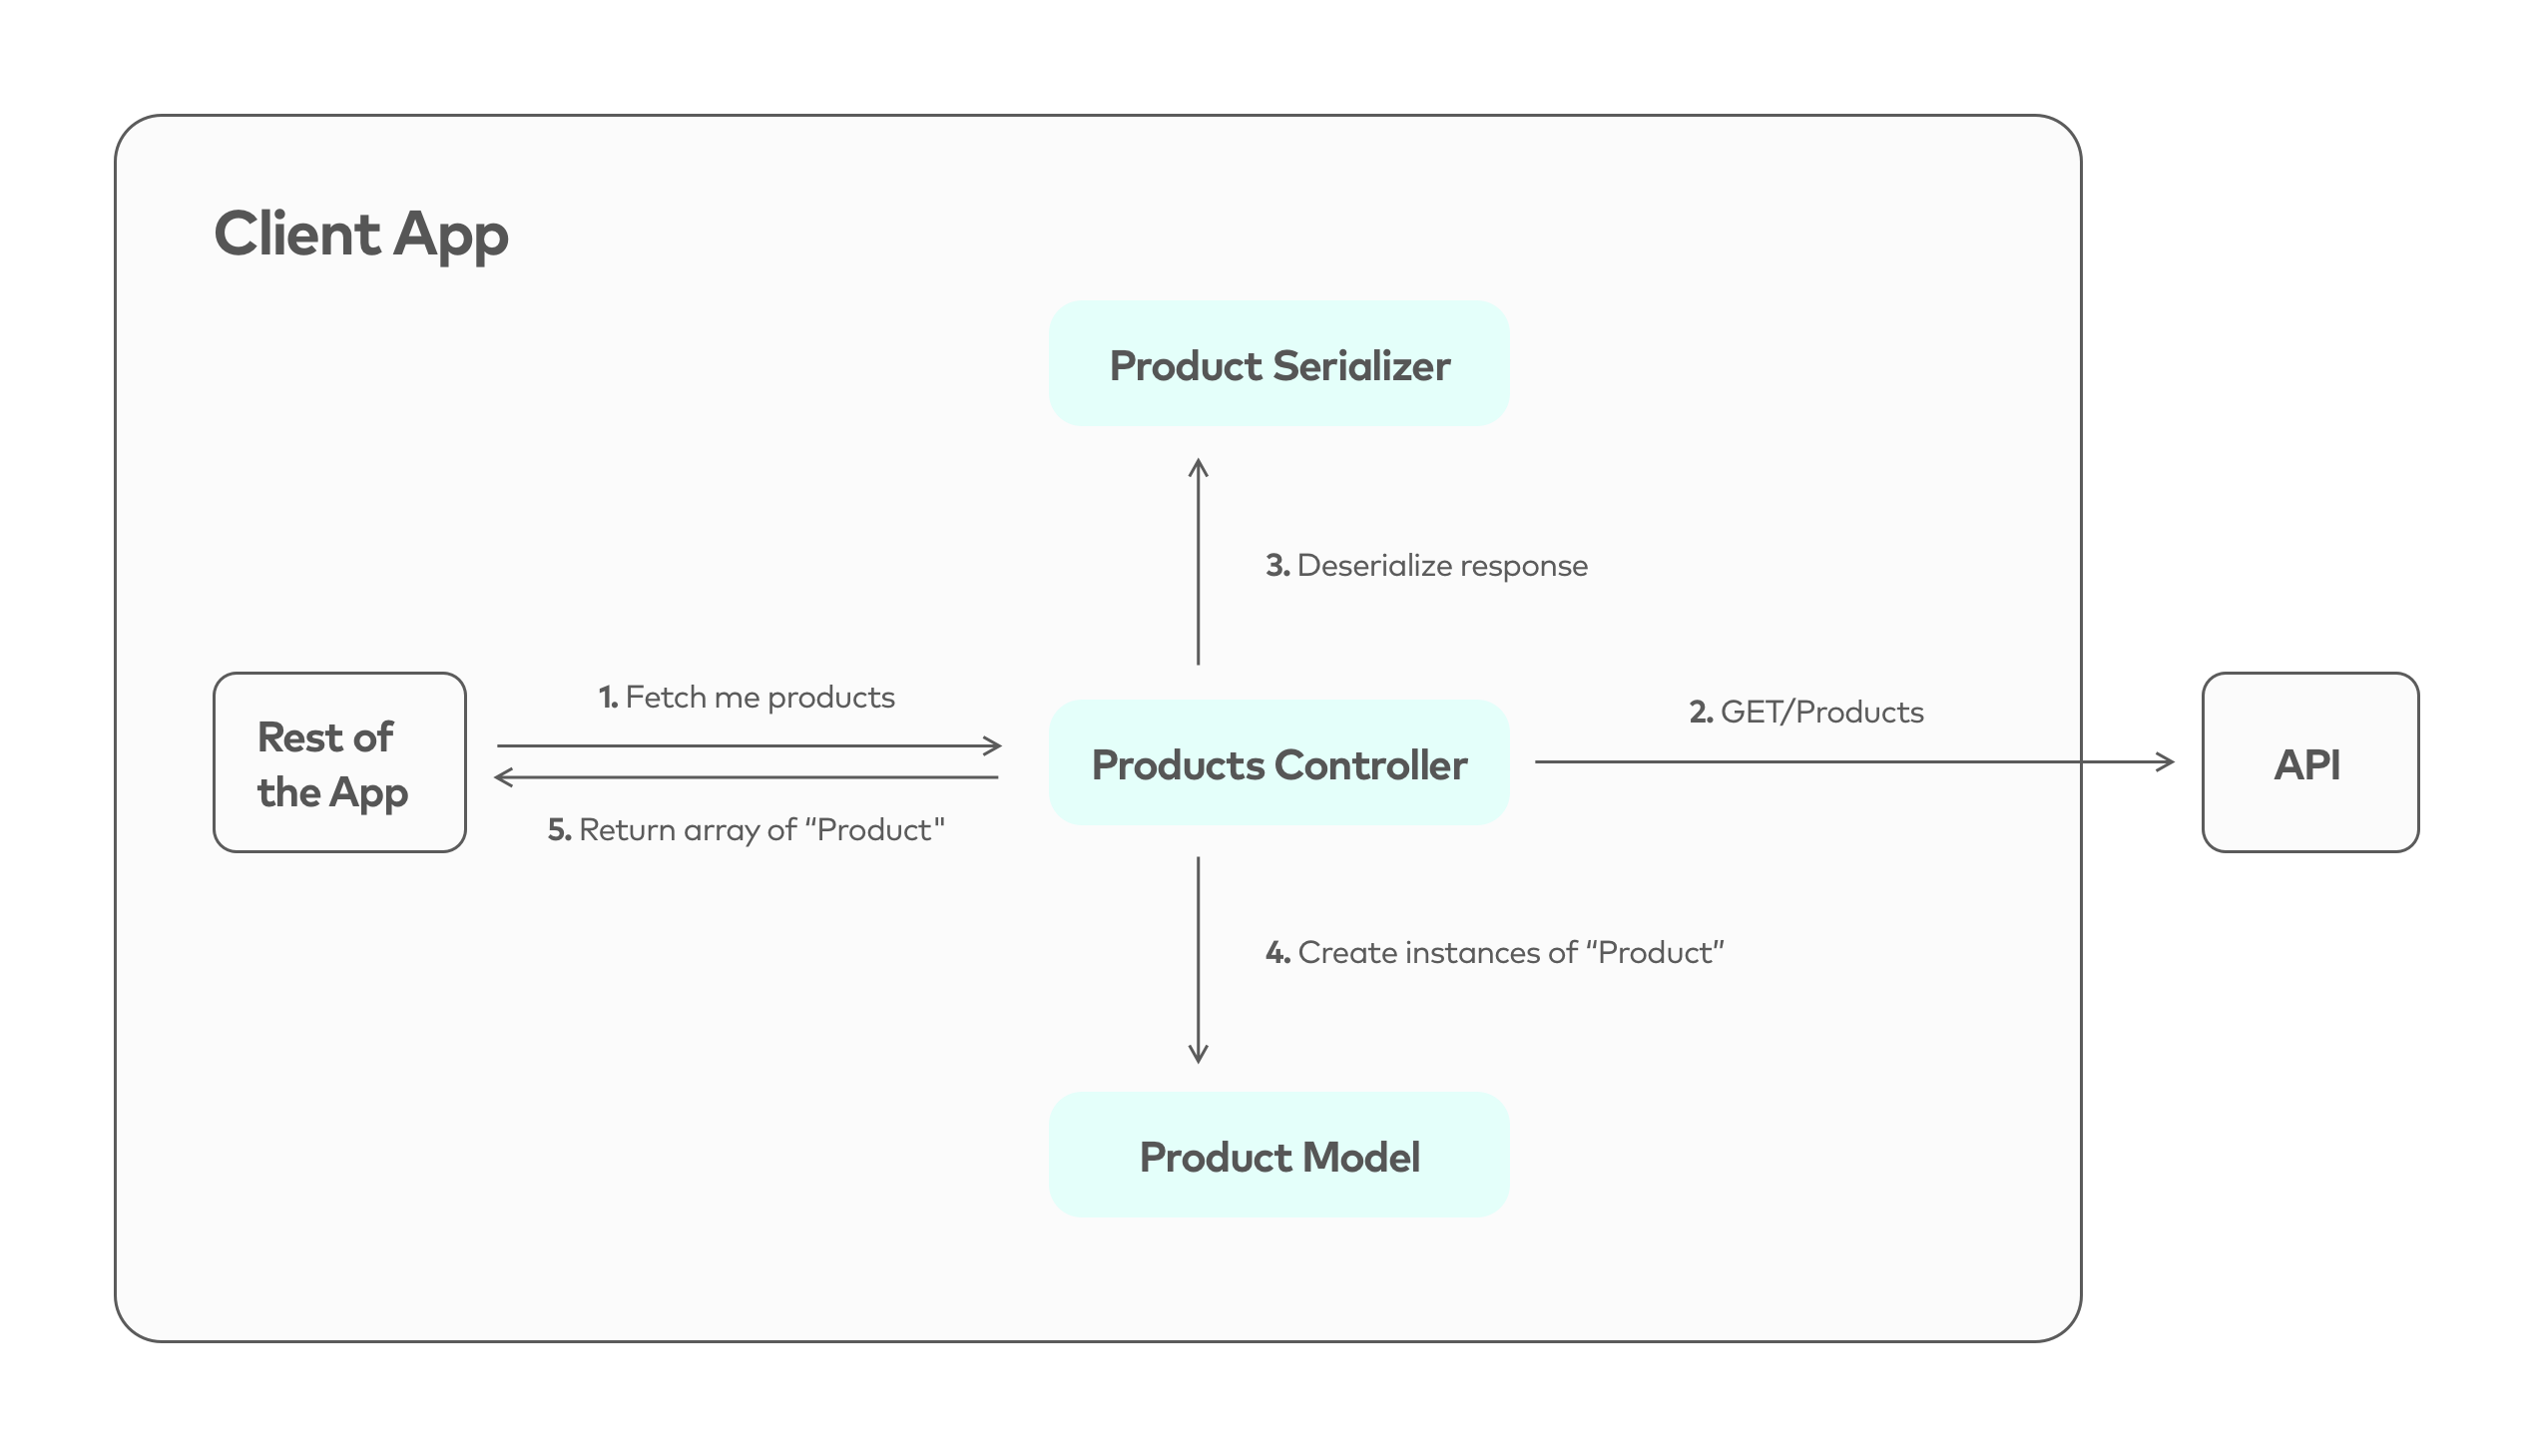 Client App
Product Serializer
3. Deserialize response
1. Fetch me products
2. GET/Products
Rest of
the App
Products Controller
API
5. Return array of “Product"
4. Create instances of “Product”
Product Model